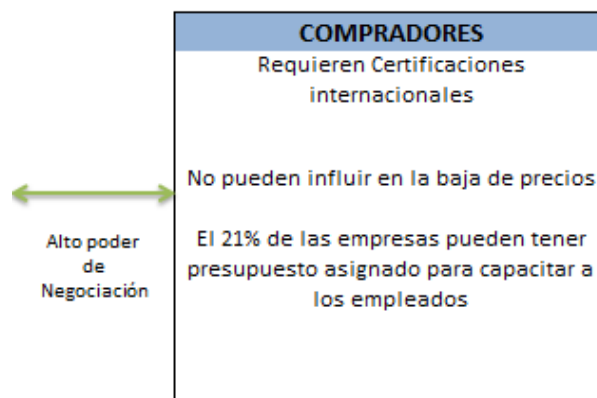 COMPRADORES
Requieren Certificaciones
internacionales
No pueden influir en la baja de precios
El 21% de las empresas pueden tener
presupuesto asignado para capacitar a
los empleados
Alto poder
de
Negociación